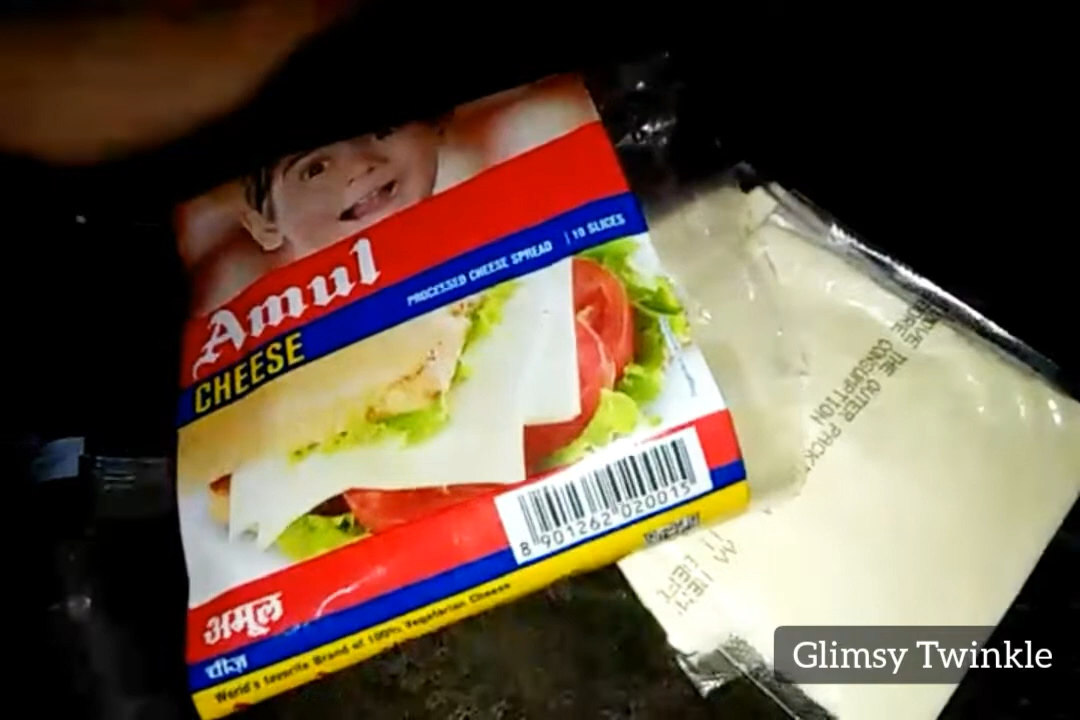 Amul
PROCESSED CHEESE SPREAD | 10 SLICES
CHEESE
8 901262 020015
अमूल
चीज़
World's favorite Brand of 100% Vegetarian Cheese
THE OUTER PACK
CONSUMPTION
Glimsy Twinkle